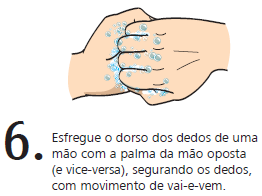 6. Esfregue o dorso dos dedos de uma
mão com a palma da mão oposta
(e vice-versa), segurando os dedos,
com movimento de vai-e-vem.